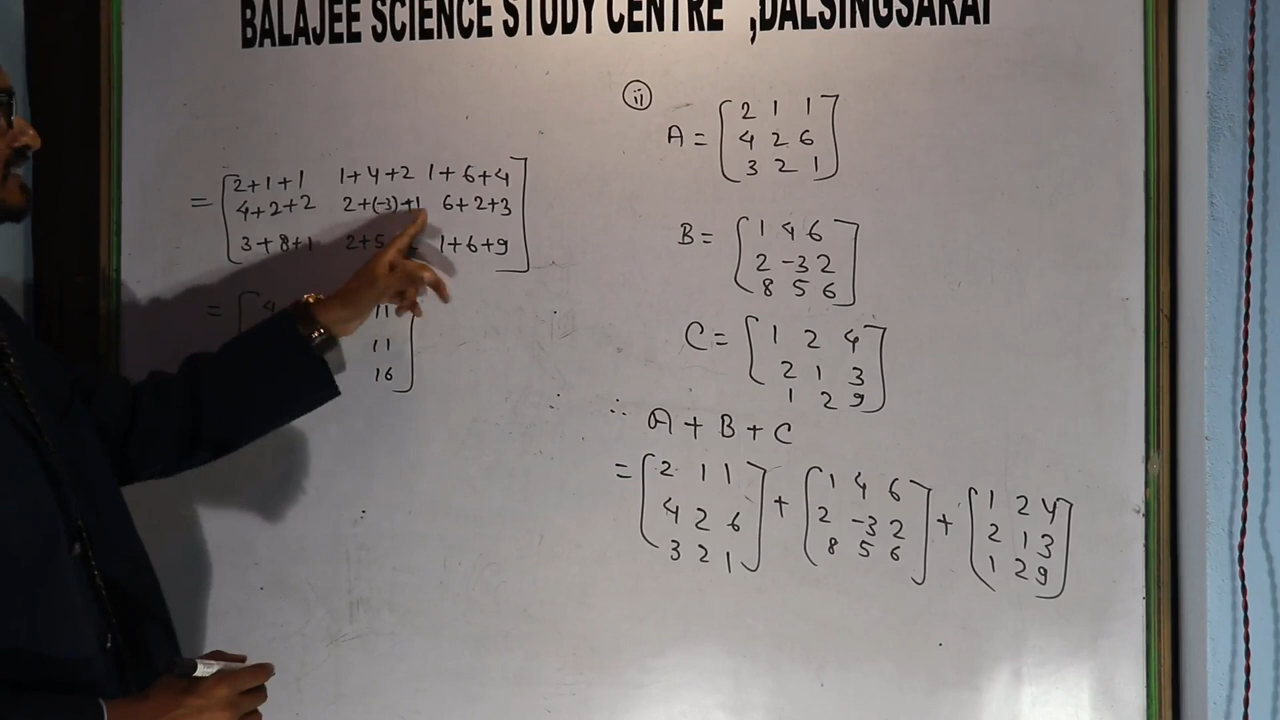 BALAJEE SCIENCE STUDY CENTRE ,DALSINGSARAI
= [2+1+1 1+4+2 1+6+4
4+2+2 2+(-3)+1 6+2+3
3+8+1 2+5 1+6+9]
= [4 11
11
16]
(ii)
A = [2 1 1
4 2 6
3 2 1]
B = [1 4 6
2 -3 2
8 5 6]
C = [1 2 4
2 1 3
1 2 9]
∴ A + B + C
= [2 1 1 + [1 4 6 + [1 2 4
4 2 6 2 -3 2 2 1 3
3 2 1] 8 5 6] 1 2 9]